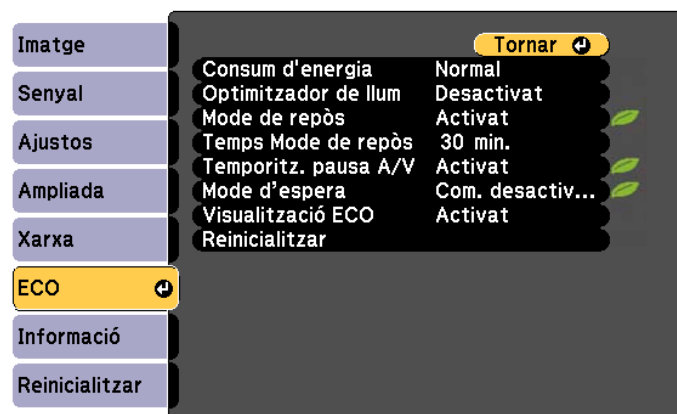 Imatge
Senyal
Ajustos
Ampliada
Xarxa
ECO
Informació
Reinicialitzar
Tornar
Consum d'energia Normal
Optimitzador de llum Desactivat
Mode de repòs Activat
Temps Mode de repòs 30 min.
Temporitz. pausa A/V Activat
Mode d’espera Com. desactiv...
Visualització ECO Activat
Reinicialitzar